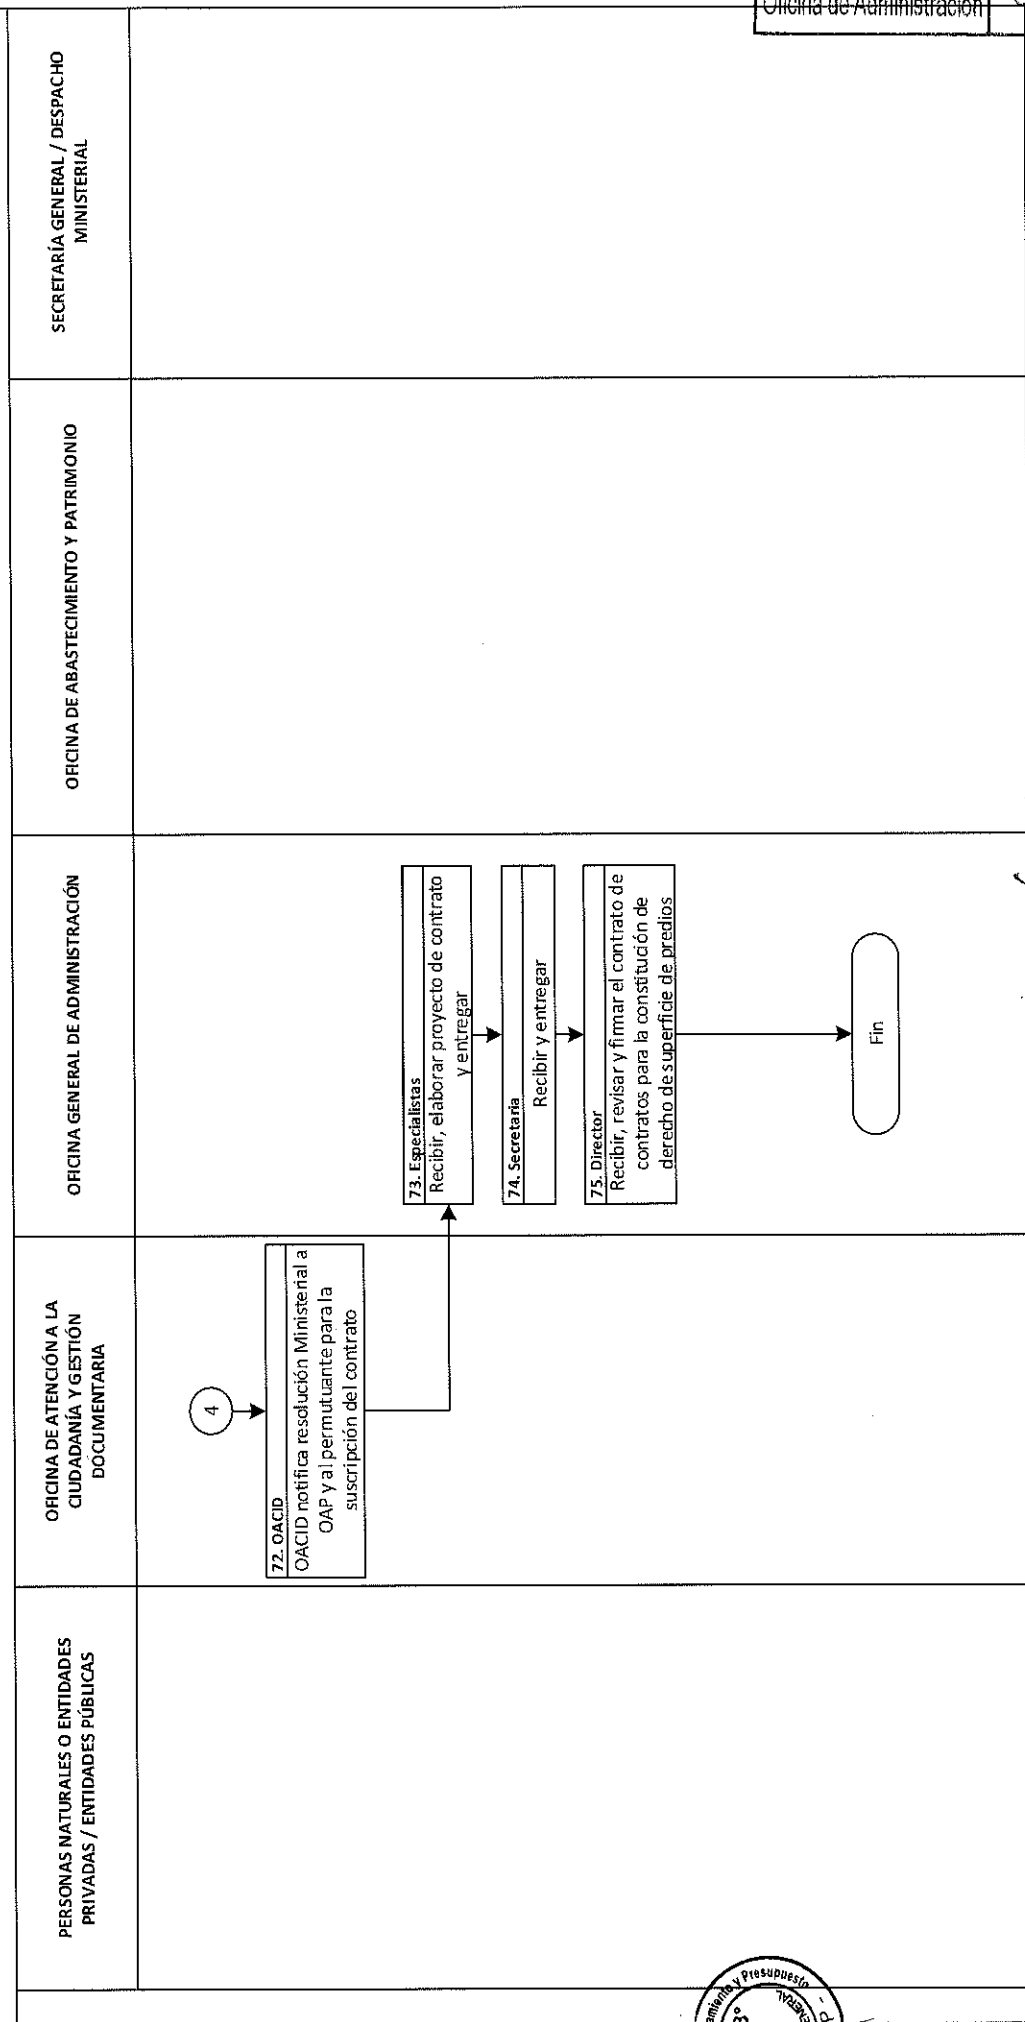 PERSONAS NATURALES O ENTIDADES
PRIVADAS / ENTIDADES PÚBLICAS
OFICINA DE ATENCIÓN A LA
CIUDADANÍA Y GESTIÓN
DOCUMENTARIA
OFICINA GENERAL DE ADMINISTRACIÓN
OFICINA DE ABASTECIMIENTO Y PATRIMONIO
SECRETARÍA GENERAL / DESPACHO
MINISTERIAL
4
72. OACID
OACID notifica resolución Ministerial a
OAP y al permutante para la
suscripción del contrato
73. Especialistas
Recibir, elaborar proyecto de contrato
y entregar
74. Secretaria
Recibir y entregar
75. Director
Recibir, revisar y firmar el contrato de
contratos para la constitución de
derecho de superficie de predios
Fin
Oficina de Administración
y Presupuesto